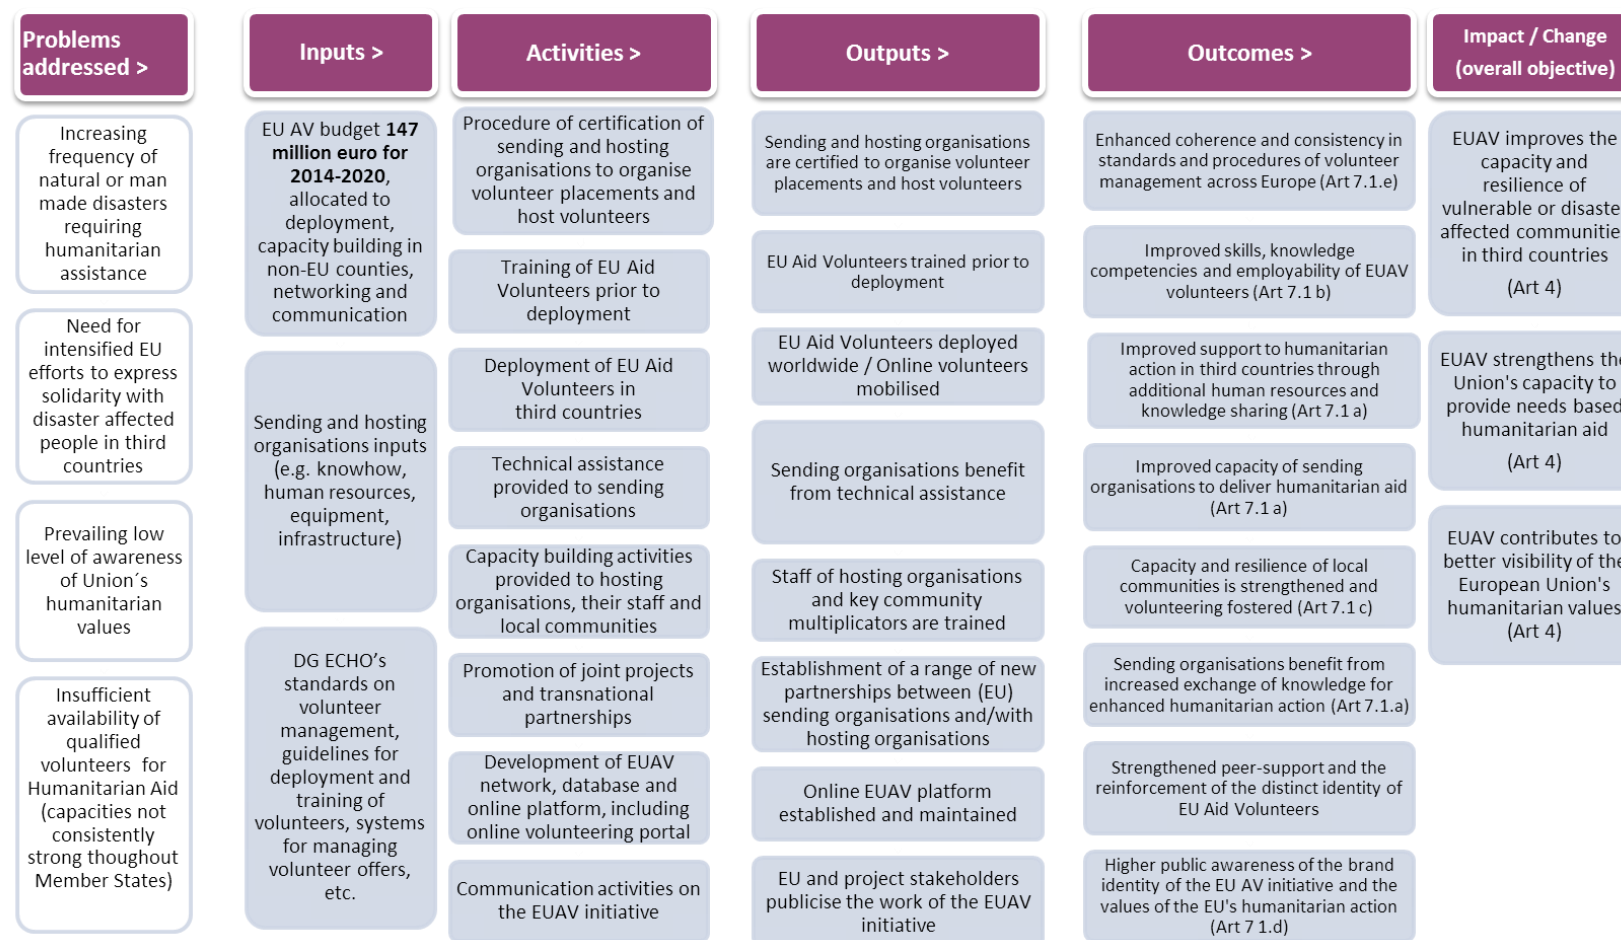 Problems
addressed >
Increasing
frequency of
natural or man
made disasters
requiring
humanitarian
assistance
Need for
intensified EU
efforts to express
solidarity with
disaster affected
people in third
countries
Prevailing low
level of awareness
of Union´s
humanitarian
values
Insufficient
availability of
qualified
volunteers for
Humanitarian Aid
(capacities not
consistently
strong thoughout
Member States)
Inputs >
EU AV budget 147
million euro for
2014-2020,
allocated to
deployment,
capacity building in
non-EU counties,
networking and
communication
Sending and hosting
organisations inputs
(e.g. knowhow,
human resources,
equipment,
infrastructure)
DG ECHO’s
standards on
volunteer
management,
guidelines for
deployment and
training of
volunteers, systems
for managing
volunteer offers,
etc.
Activities >
Procedure of certification of
sending and hosting
organisations to organise
volunteer placements and
host volunteers
Training of EU Aid
Volunteers prior to
deployment
Deployment of EU Aid
Volunteers in
third countries
Technical assistance
provided to sending
organisations
Capacity building activities
provided to hosting
organisations, their staff and
local communities
Promotion of joint projects
and transnational
partnerships
Development of EUAV
network, database and
online platform, including
online volunteering portal
Communication activities on
the EUAV initiative
Outputs >
Sending and hosting organisations
are certified to organise volunteer
placements and host volunteers
EU Aid Volunteers trained prior to
deployment
EU Aid Volunteers deployed
worldwide / Online volunteers
mobilised
Sending organisations benefit
from technical assistance
Staff of hosting organisations
and key community
multiplicators are trained
Establishment of a range of new
partnerships between (EU)
sending organisations and/with
hosting organisations
Online EUAV platform
established and maintained
EU and project stakeholders
publicise the work of the EUAV
initiative
Outcomes >
Enhanced coherence and consistency in
standards and procedures of volunteer
management across Europe (Art 7.1.e)
Improved skills, knowledge
competencies and employability of EUAV
volunteers (Art 7.1 b)
Improved support to humanitarian
action in third countries through
additional human resources and
knowledge sharing (Art 7.1 a)
Improved capacity of sending
organisations to deliver humanitarian aid
(Art 7.1 a)
Capacity and resilience of local
communities is strengthened and
volunteering fostered (Art 7.1 c)
Sending organisations benefit from
increased exchange of knowledge for
enhanced humanitarian action (Art 7.1.a)
Strengthened peer-support and the
reinforcement of the distinct identity of
EU Aid Volunteers
Higher public awareness of the brand
identity of the EU AV initiative and the
values of the EU's humanitarian action
(Art 7 1.d)
Impact / Change
(overall objective)
EUAV improves the
capacity and
resilience of
vulnerable or disaste
affected communitie
in third countries
(Art 4)
EUAV strengthens the
Union's capacity to
provide needs based
humanitarian aid
(Art 4)
EUAV contributes to
better visibility of the
European Union's
humanitarian values
(Art 4)